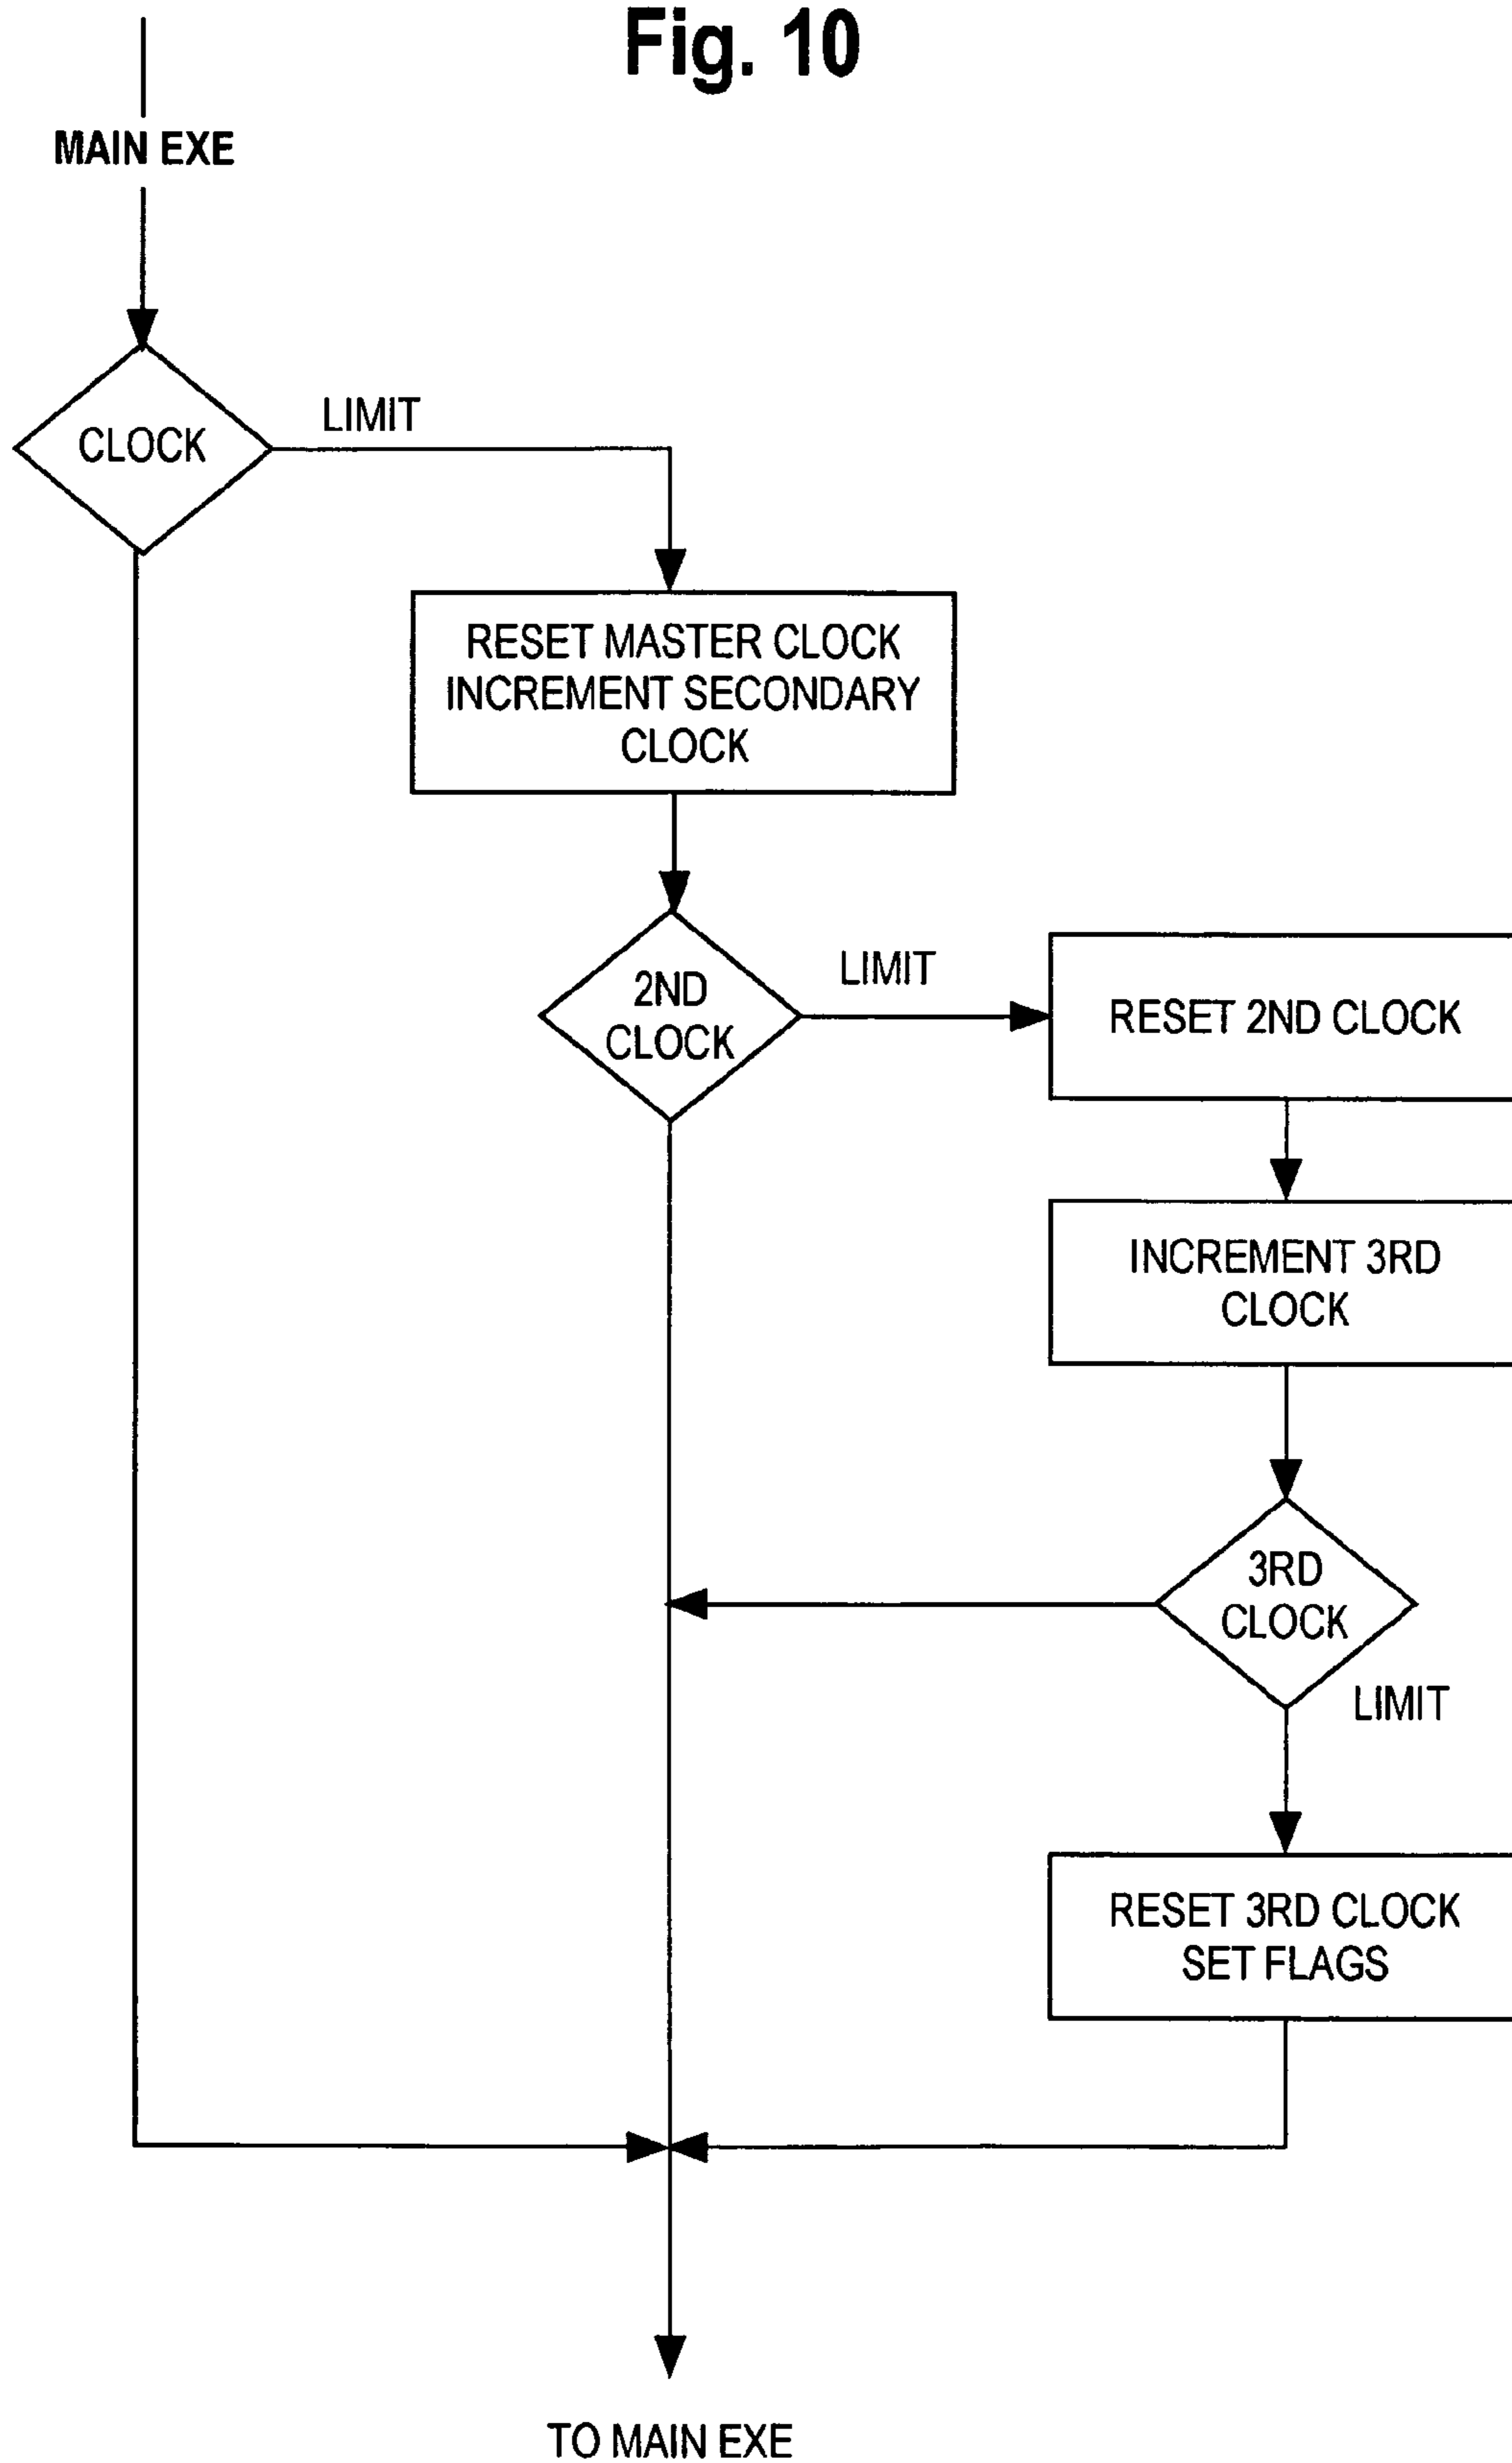 Fig. 10
MAIN EXE
CLOCK
LIMIT
RESET MASTER CLOCK
INCREMENT SECONDARY
CLOCK
2ND
CLOCK
LIMIT
RESET 2ND CLOCK
INCREMENT 3RD
CLOCK
3RD
CLOCK
LIMIT
RESET 3RD CLOCK
SET FLAGS
TO MAIN EXE